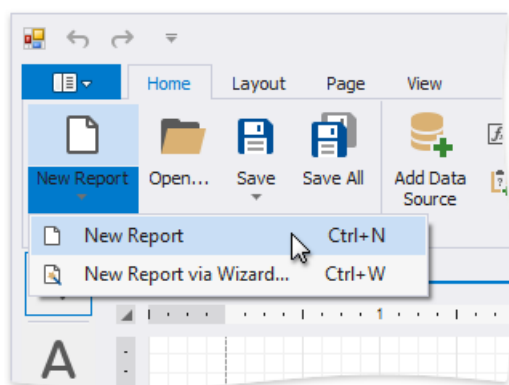 Home Layout Page View
New Report Open... Save Save All Add Data Source
New Report Ctrl+N
New Report via Wizard... Ctrl+W
1
A